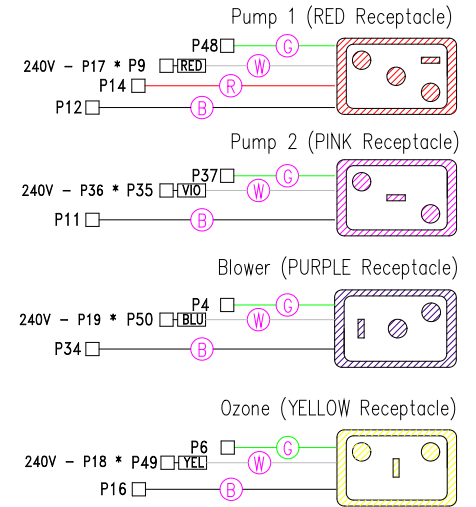 Pump 1 (RED Receptacle)
P48 G
240V - P17 * P9 RED W
P14 R
P12 B
Pump 2 (PINK Receptacle)
P37 G
240V - P36 * P35 VIO W
P11 B
Blower (PURPLE Receptacle)
P4 G
240V - P19 * P50 BLU W
P34 B
Ozone (YELLOW Receptacle)
P6 G
240V - P18 * P49 YEL W
P16 B